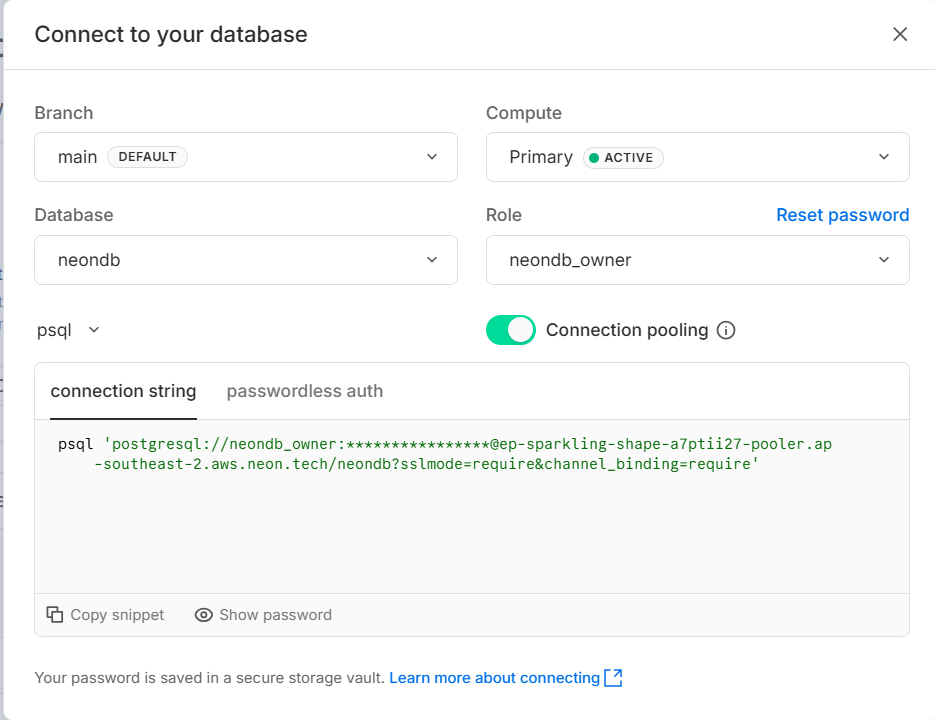 Connect to your database
Branch
Compute
main DEFAULT
Primary ACTIVE
Database
Role
Reset password
neondb
neondb_owner
psql
Connection pooling
connection string
passwordless auth
psql 'postgresql://neondb_owner:****************@ep-sparkling-shape-a7ptii27-pooler.ap
-southeast-2.aws.neon.tech/neondb?sslmode=require&channel_binding=require'
Copy snippet
Show password
Your password is saved in a secure storage vault. Learn more about connecting